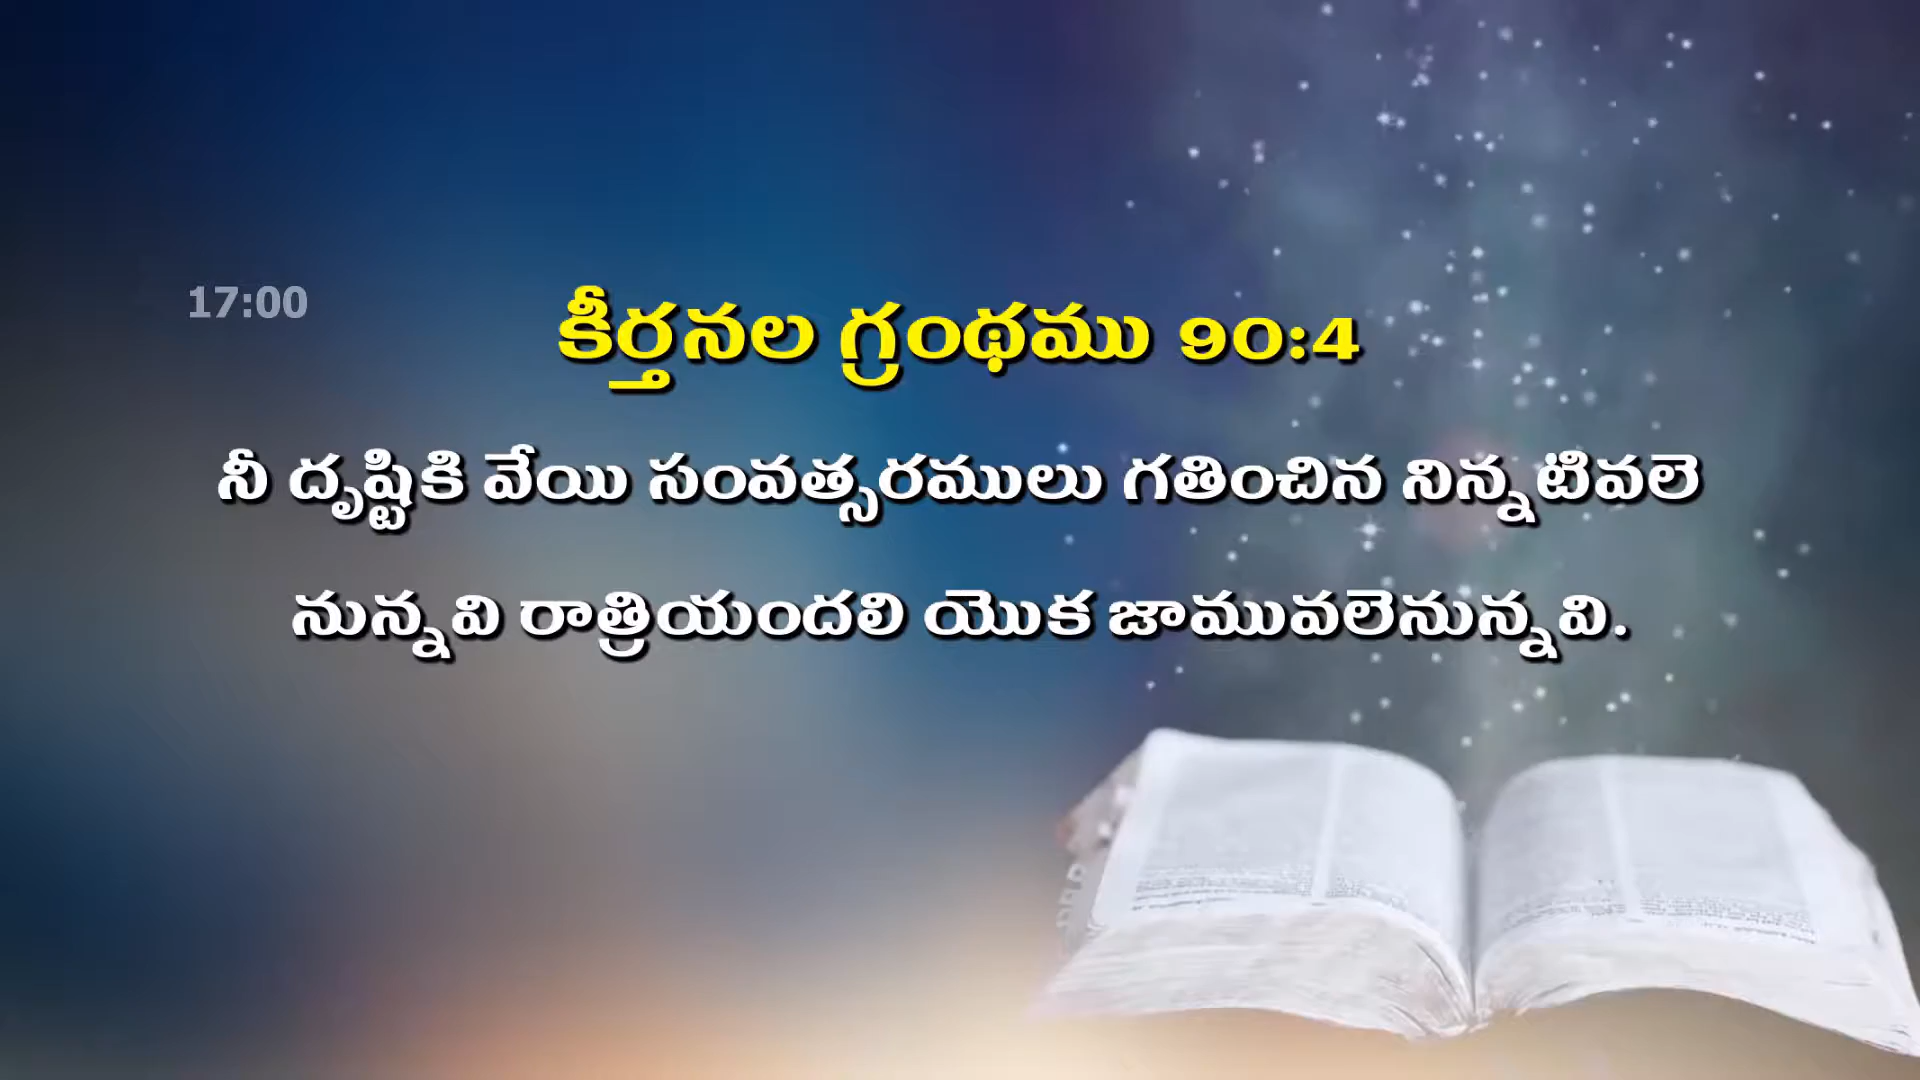 17:00
కీర్తనల గ్రంథము 90:4
నీ దృష్టికి వేయి సంవత్సరములు గతించిన నిన్నటివలె
నున్నవి రాత్రియందలి యొక జామువలెనున్నవి.